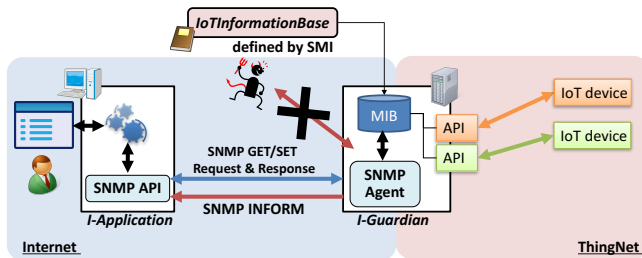 IoTInformationBase
defined by SMI
MIB
API
IoT device
API
IoT device
SNMP GET/SET
Request & Response
SNMP API
SNMP
Agent
SNMP INFORM
I-Application
I-Guardian
Internet
ThingNet